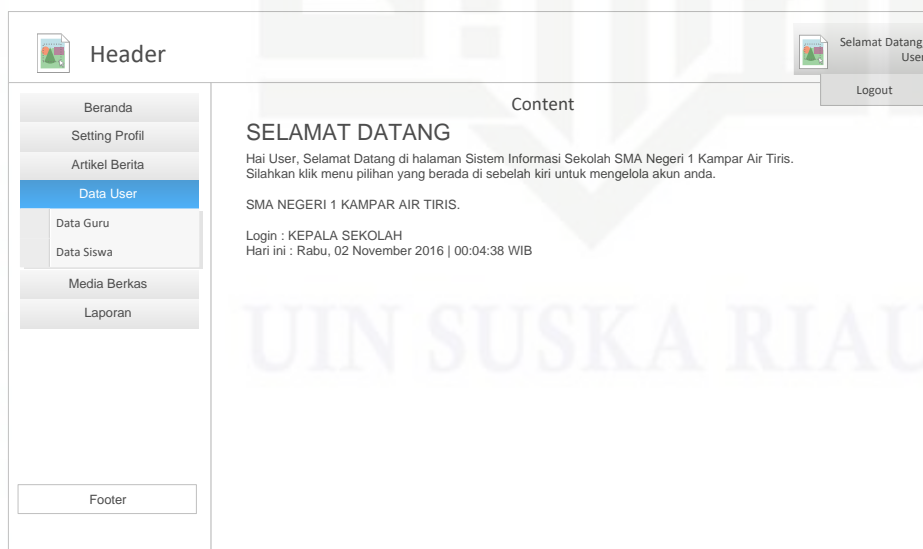 Header
Selamat Datang
User
Logout
Beranda
Setting Profil
Artikel Berita
Data User
Data Guru
Data Siswa
Media Berkas
Laporan
Footer
Content
SELAMAT DATANG
Hai User, Selamat Datang di halaman Sistem Informasi Sekolah SMA Negeri 1 Kampar Air Tiris.
Silahkan klik menu pilihan yang berada di sebelah kiri untuk mengelola akun anda.
SMA NEGERI 1 KAMPAR AIR TIRIS.
Login : KEPALA SEKOLAH
Hari ini : Rabu, 02 November 2016 | 00:04:38 WIB
UIN SUSKA RIAU